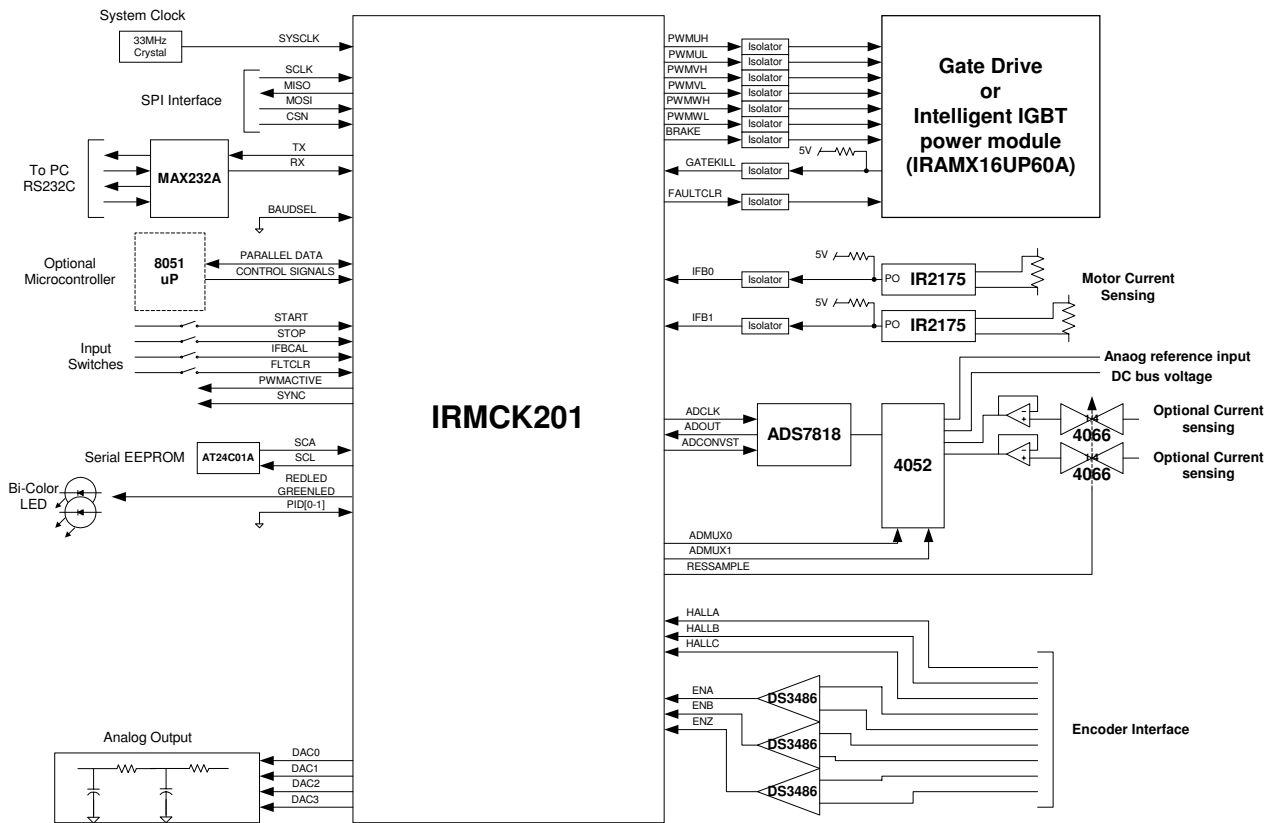 System Clock
33MHz
Crystal
SYSCLK
SCLK
MISO
MOSI
CSN
SPI Interface
To PC
RS232C
MAX232A
TX
RX
BAUDSEL
Optional
Microcontroller
8051
uP
PARALLEL DATA
CONTROL SIGNALS
Input
Switches
START
STOP
IFBCAL
FLTCLR
PWMACTIVE
SYNC
Serial EEPROM
AT24C01A
SCA
SCL
Bi-Color
LED
REDLED
GREENLED
PID[0-1]
Analog Output
DAC0
DAC1
DAC2
DAC3
IRMCK201
PWMUH
Isolator
PWMUL
Isolator
PWMVH
Isolator
PWMVL
Isolator
PWMWH
Isolator
PWMWL
Isolator
BRAKE
Isolator
5V
GATEKILL
Isolator
FAULTCLR
Isolator
Gate Drive
or
Intelligent IGBT
power module
(IRAMX16UP60A)
5V
IFB0
Isolator
PO
IR2175
5V
IFB1
Isolator
PO
IR2175
Motor Current
Sensing
Anaog reference input
DC bus voltage
ADCLK
ADOUT
ADCONVST
ADS7818
4052
4066
Optional Current
sensing
4066
Optional Current
sensing
ADMUX0
ADMUX1
RESSAMPLE
HALLA
HALLB
HALLC
ENA
ENB
ENZ
DS3486
DS3486
DS3486
Encoder Interface